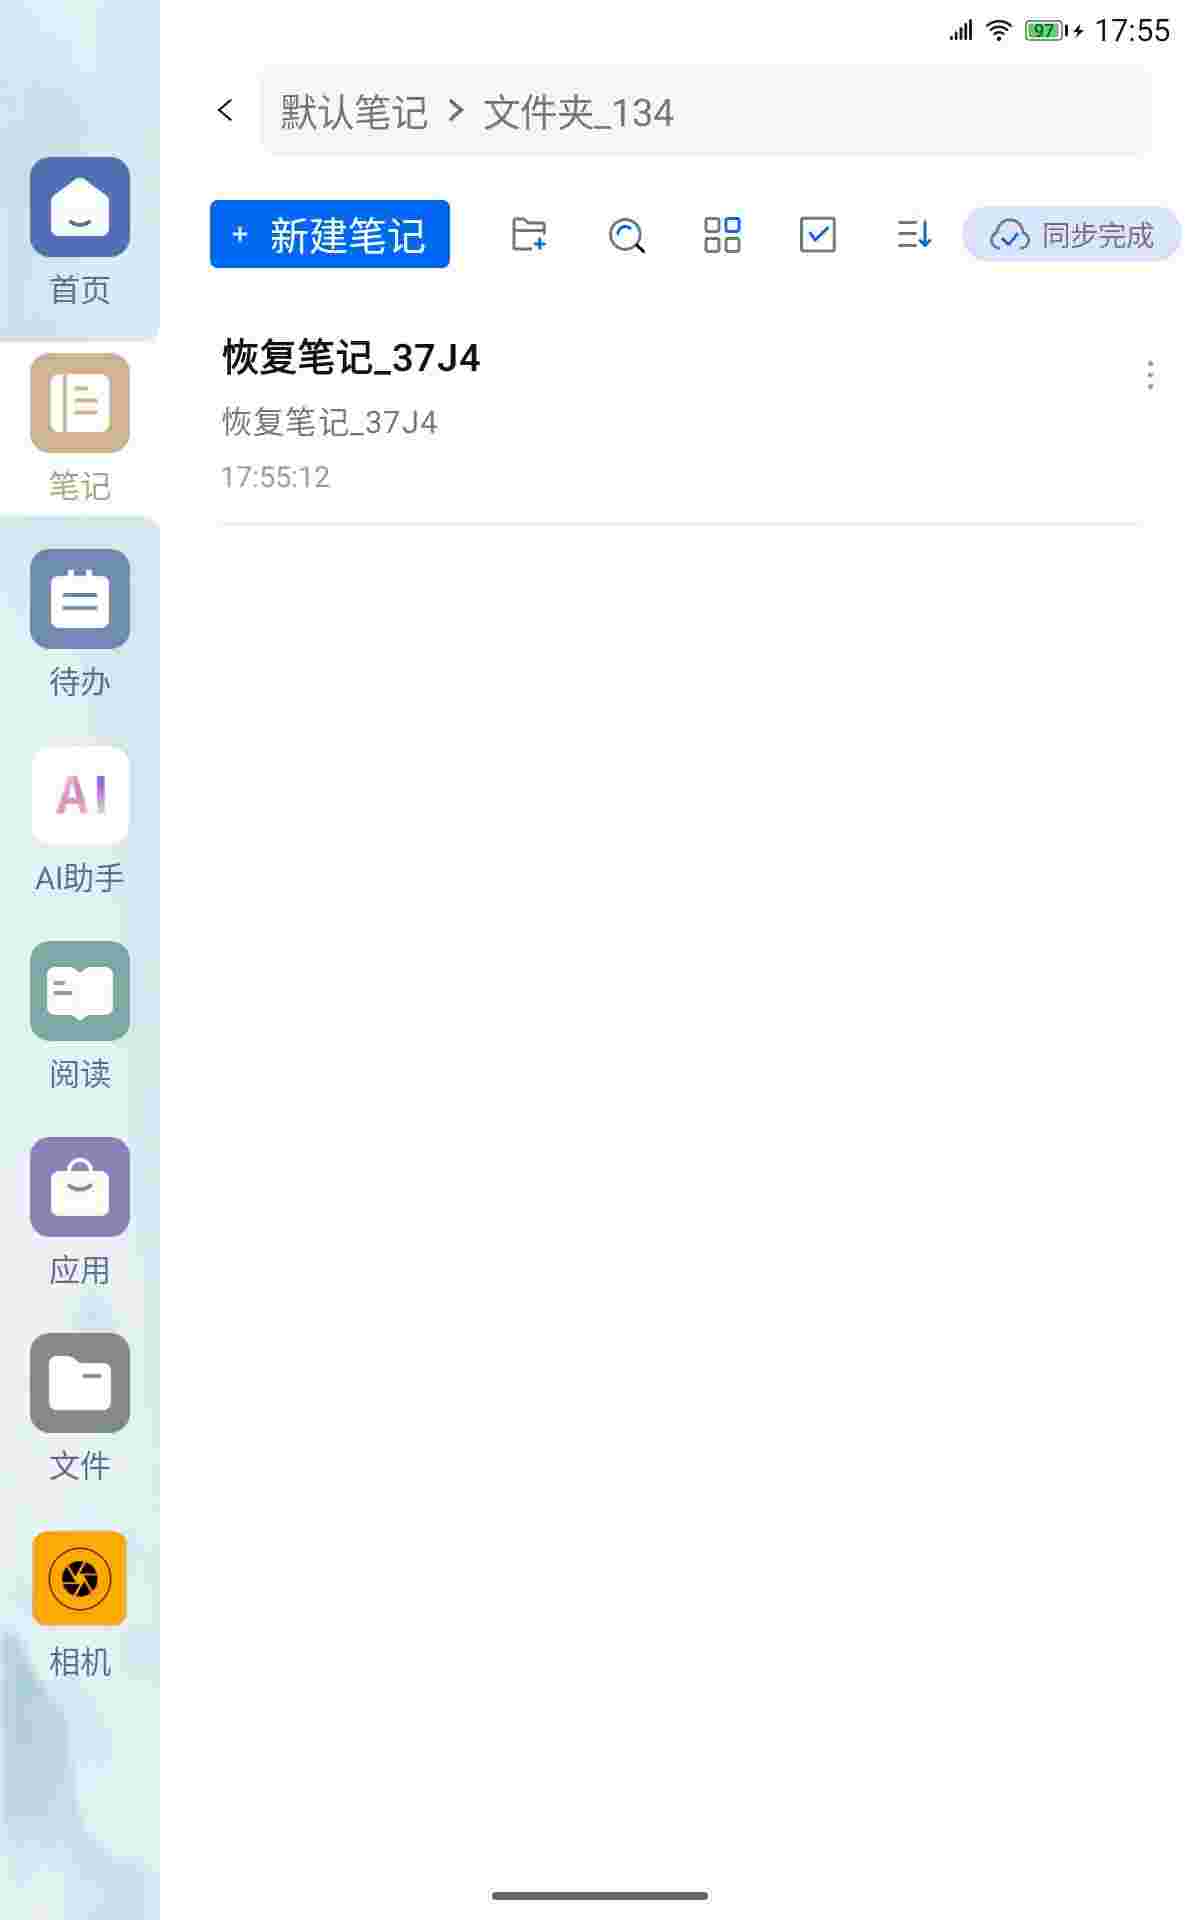 97 17:55
默认笔记 > 文件夹_134
+ 新建笔记
同步完成
恢复笔记_37J4
恢复笔记_37J4
17:55:12
首页
笔记
待办
AI
AI助手
阅读
应用
文件
相机